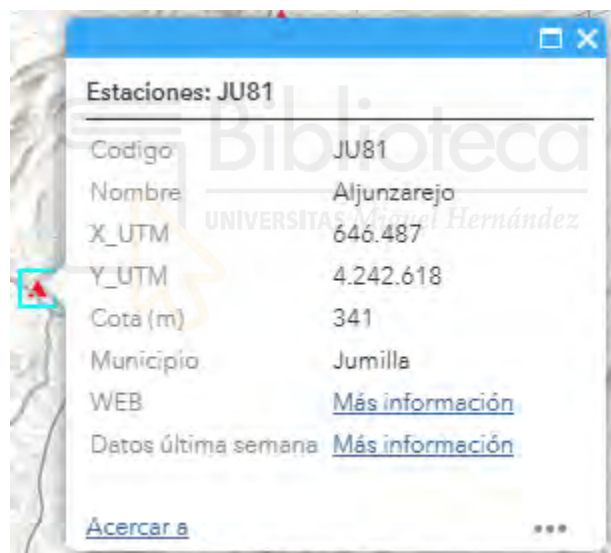 Estaciones: JU81
Codigo JU81
Nombre Aljunzarejo
X_UTM 646.487
Y_UTM 4.242.618
Cota (m) 341
Municipio Jumilla
WEB Más información
Datos última semana Más información
Acercar a
Biblioteca
UNIVERSITAS Miguel Hernández